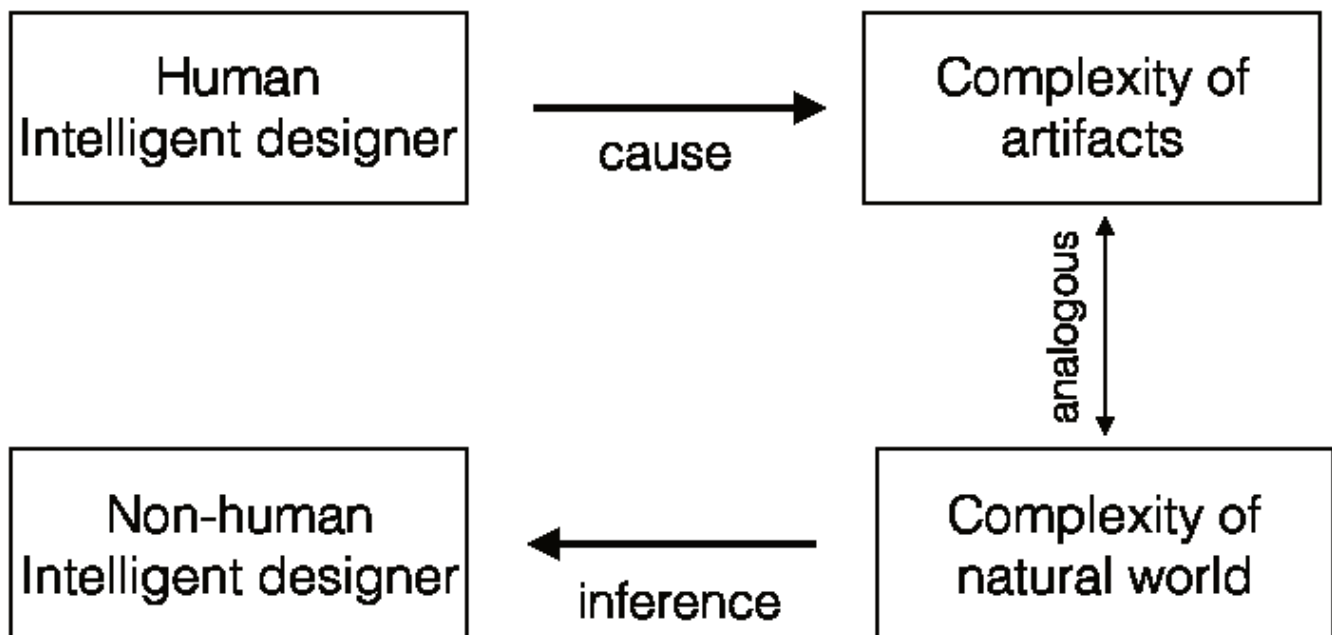 Human
Intelligent designer
cause
Complexity of
artifacts
analogous
Non-human
Intelligent designer
inference
Complexity of
natural world